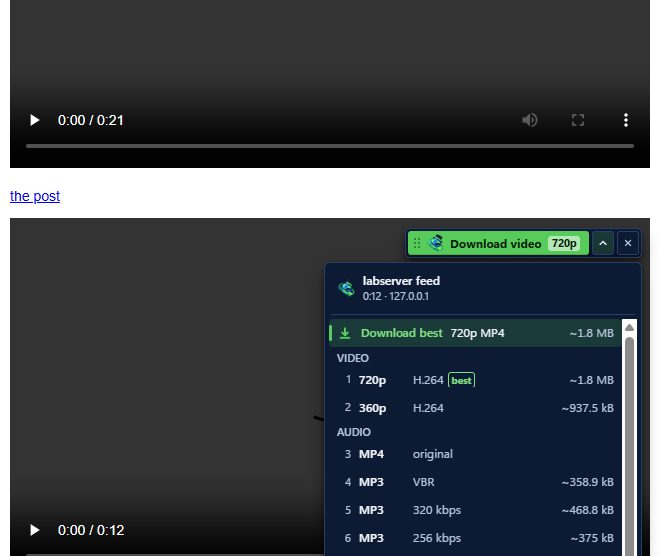 0:00 / 0:21
the post
Download video 720p
labserver feed
0:12 · 127.0.0.1
Download best 720p MP4 ~1.8 MB
VIDEO
1 720p H.264 best ~1.8 MB
2 360p H.264 ~937.5 kB
AUDIO
3 MP4 original
4 MP3 VBR ~358.9 kB
5 MP3 320 kbps ~468.8 kB
6 MP3 256 kbps ~375 kB
0:00 / 0:12